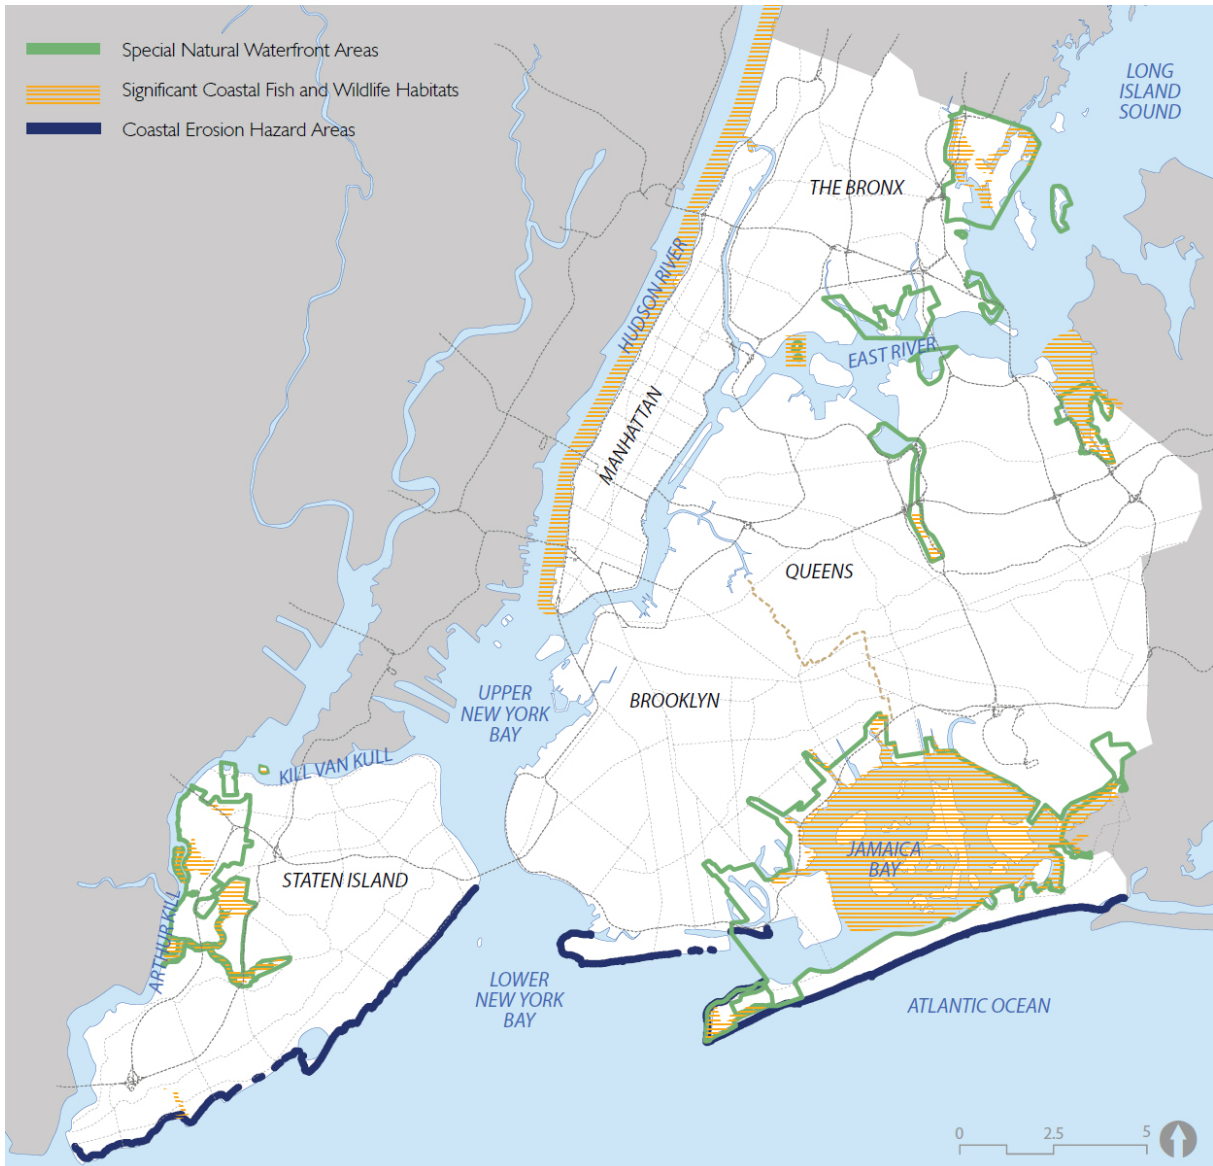 Special Natural Waterfront Areas
Significant Coastal Fish and Wildlife Habitats
Coastal Erosion Hazard Areas
LONG
ISLAND
SOUND
THE BRONX
HUDSON RIVER
EAST RIVER
MANHATTAN
QUEENS
UPPER
NEW YORK
BAY
BROOKLYN
KILL VAN KULL
JAMAICA
BAY
STATEN ISLAND
ARTHUR KILL
LOWER
NEW YORK
BAY
ATLANTIC OCEAN
0 2.5 5